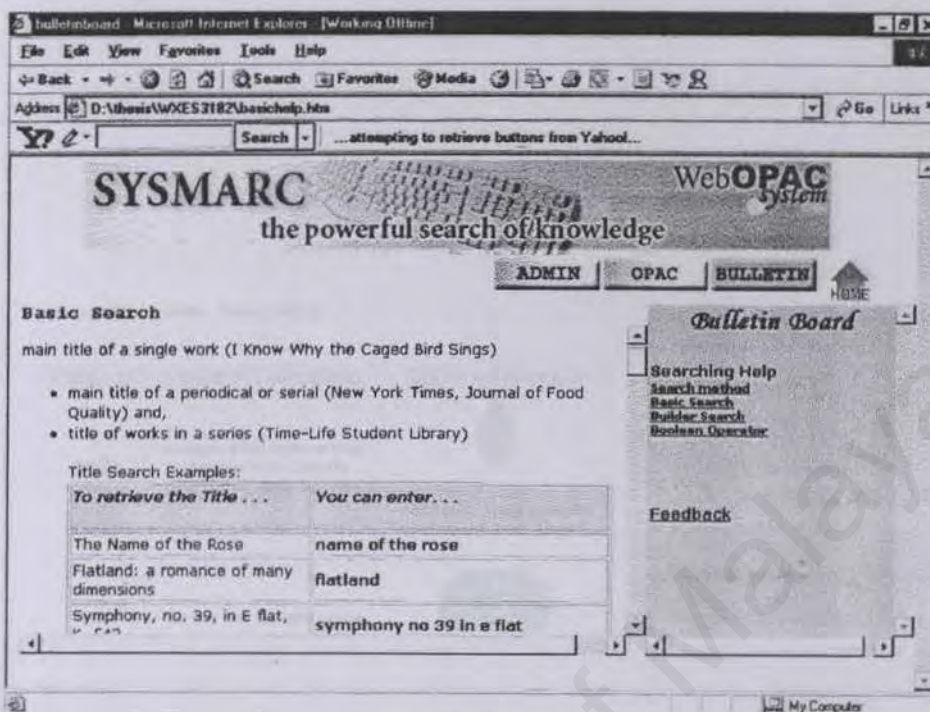 bulletinboard - Microsoft Internet Explorer - [Working Offline]
File Edit View Favorites Tools Help
Back Search Favorites Media
Address D:\thesis\WXES3182\basichelp.htm Go Links
Y! Search ...attempting to retrieve buttons from Yahoo!...
SYSMARC WebOPAC
system
the powerful search of knowledge
ADMIN OPAC BULLETIN
HOME
Basic Search
main title of a single work (I Know Why the Caged Bird Sings)
• main title of a periodical or serial (New York Times, Journal of Food
Quality) and,
• title of works in a series (Time-Life Student Library)
Title Search Examples:
To retrieve the Title . . . You can enter. . .
The Name of the Rose name of the rose
Flatland: a romance of many
dimensions flatland
Symphony, no. 39, in E flat, symphony no 39 in e flat
Bulletin Board
Searching Help
Search method
Basic Search
Builder Search
Boolean Operator
Feedback
My Computer
of Malay